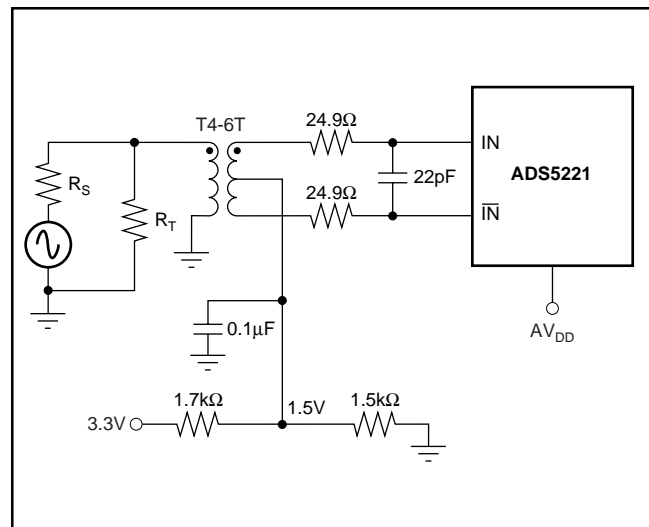 T4-6T
24.9Ω
IN
ADS5221
R_S
22pF
R_T
24.9Ω
I̅N̅
0.1µF
AV_DD
1.7kΩ
1.5V
1.5kΩ
3.3V